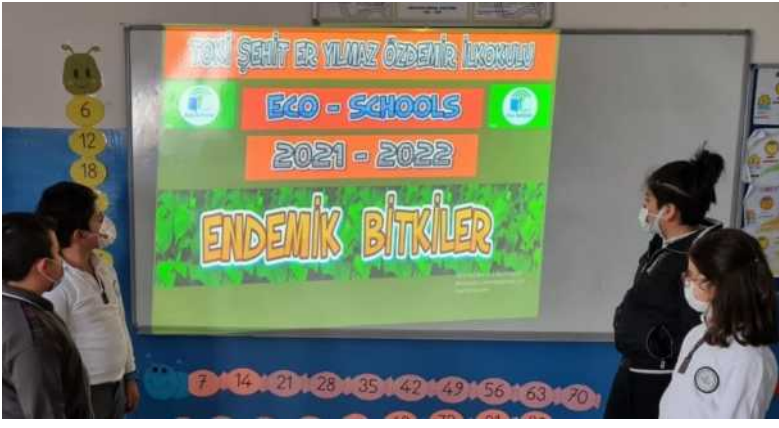 TOKİ ŞEHİT ER YILMAZ ÖZDEMİR İLKOKULU
ECO - SCHOOLS
2021 - 2022
ENDEMİK BİTKİLER
6
12
18
7 14 21 28 35 42 49 56 63 70